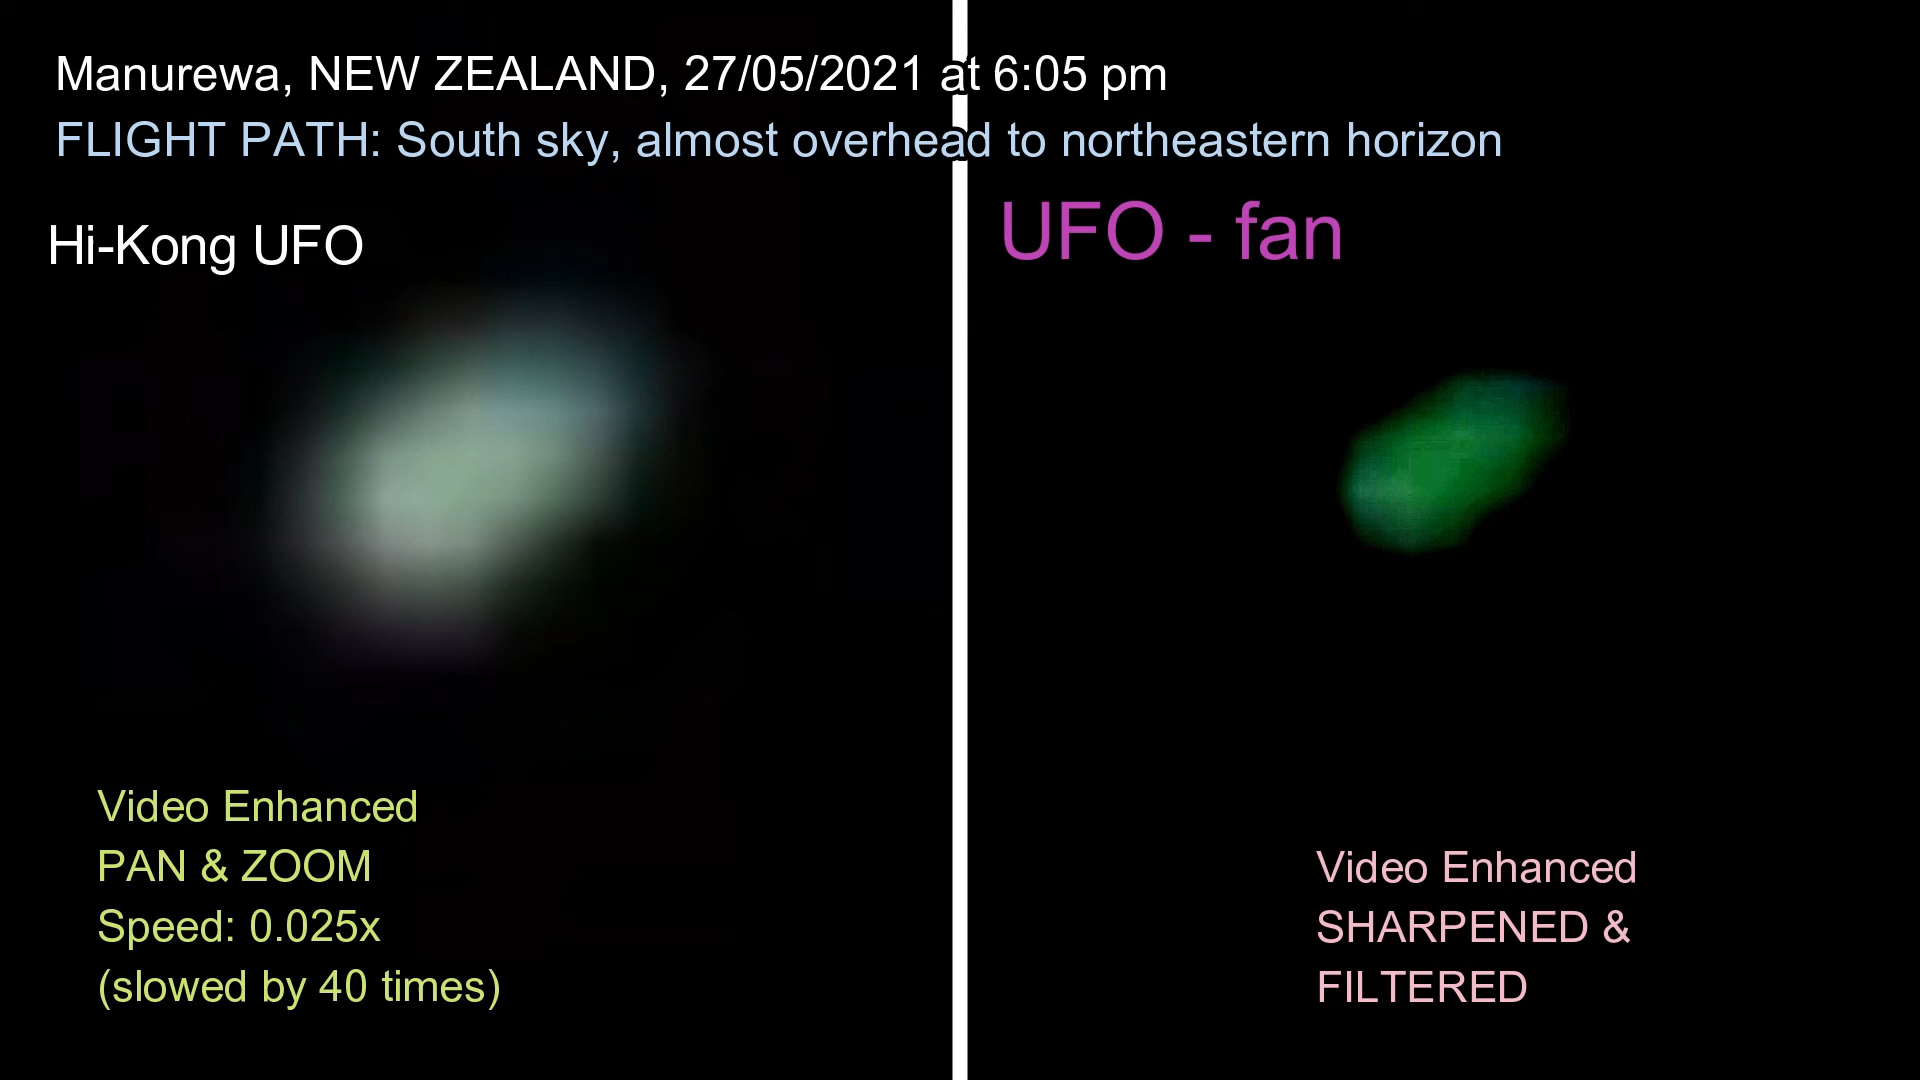 Manurewa, NEW ZEALAND, 27/05/2021 at 6:05 pm
FLIGHT PATH: South sky, almost overhead to northeastern horizon
Hi-Kong UFO
UFO - fan
Video Enhanced
PAN & ZOOM
Speed: 0.025x
(slowed by 40 times)
Video Enhanced
SHARPENED &
FILTERED